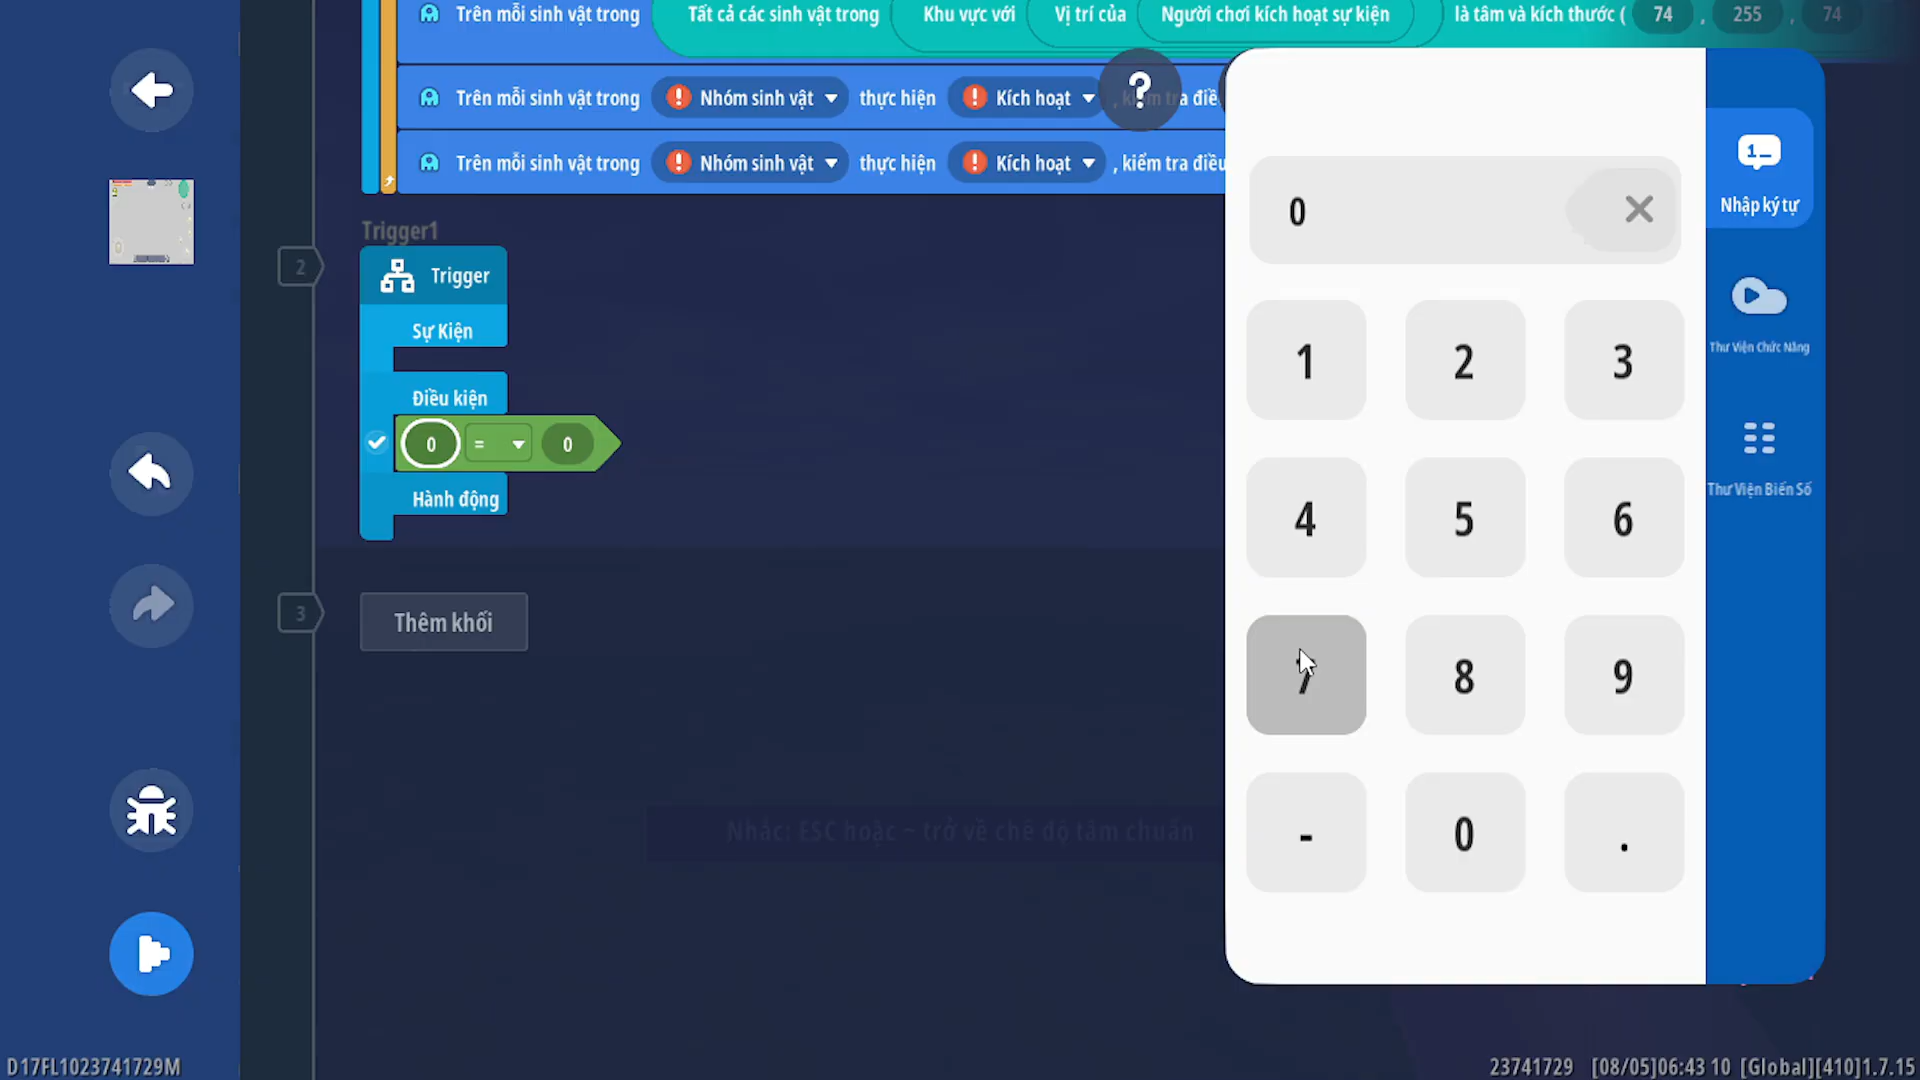 Trên mỗi sinh vật trong Tất cả các sinh vật trong Khu vực với Vị trí của Người chơi kích hoạt sự kiện là tâm và kích thước ( 74 , 255 , 74
Trên mỗi sinh vật trong Nhóm sinh vật thực hiện Kích hoạt , kiểm tra điề
Trên mỗi sinh vật trong Nhóm sinh vật thực hiện Kích hoạt , kiểm tra điều
?
Trigger1
2
Trigger
Sự Kiện
Điều kiện
0 = 0
Hành động
3
Thêm khối
Nhắc: ESC hoặc ~ trở về chế độ tâm chuẩn
0
1 2 3
4 5 6
7 8 9
- 0 .
1_
Nhập ký tự
Thư Viện Chức Năng
Thư Viện Biến Số
D17FL1023741729M
23741729 [08/05]06:43 10 [Global][410]1.7.15